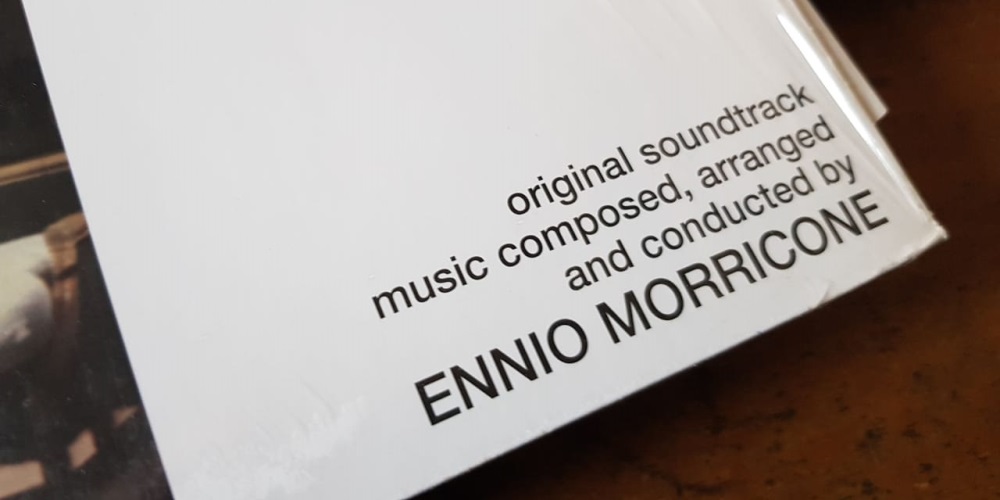 original soundtrack
music composed, arranged
and conducted by
ENNIO MORRICONE